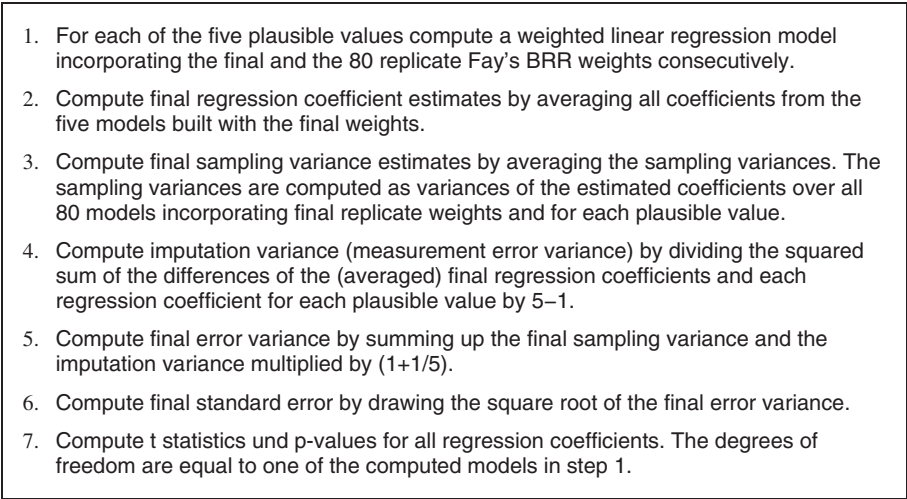 1. For each of the five plausible values compute a weighted linear regression model
incorporating the final and the 80 replicate Fay's BRR weights consecutively.
2. Compute final regression coefficient estimates by averaging all coefficients from the
five models built with the final weights.
3. Compute final sampling variance estimates by averaging the sampling variances. The
sampling variances are computed as variances of the estimated coefficients over all
80 models incorporating final replicate weights and for each plausible value.
4. Compute imputation variance (measurement error variance) by dividing the squared
sum of the differences of the (averaged) final regression coefficients and each
regression coefficient for each plausible value by 5−1.
5. Compute final error variance by summing up the final sampling variance and the
imputation variance multiplied by (1+1/5).
6. Compute final standard error by drawing the square root of the final error variance.
7. Compute t statistics und p-values for all regression coefficients. The degrees of
freedom are equal to one of the computed models in step 1.